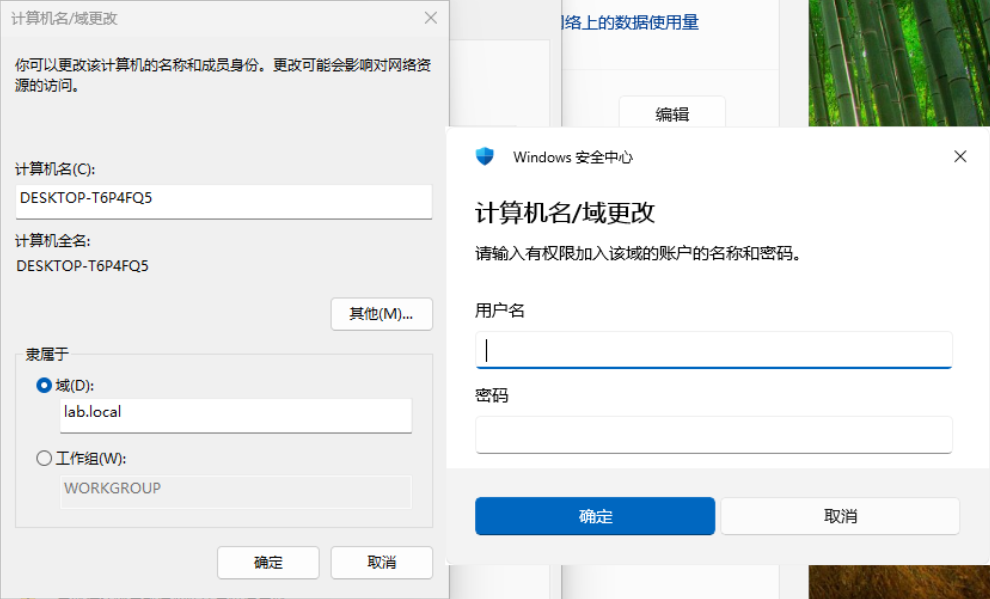 计算机名/域更改
你可以更改该计算机的名称和成员身份。更改可能会影响对网络资
源的访问。
计算机名(C):
DESKTOP-T6P4FQ5
计算机全名:
DESKTOP-T6P4FQ5
其他(M)...
隶属于
域(D):
lab.local
工作组(W):
WORKGROUP
确定
取消
络上的数据使用量
编辑
Windows 安全中心
计算机名/域更改
请输入有权限加入该域的账户的名称和密码。
用户名
密码
确定
取消